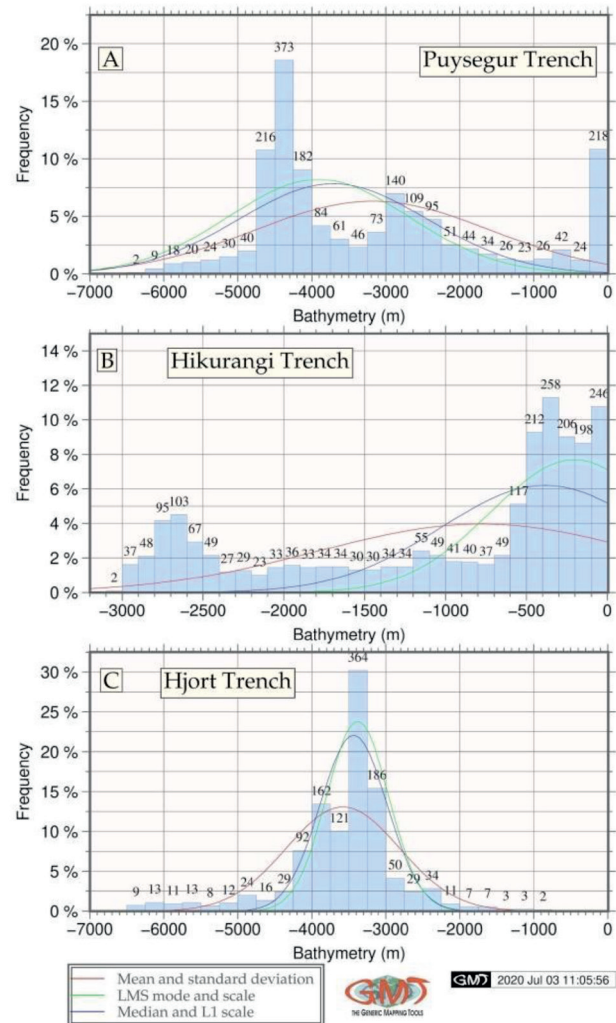 A
Puysegur Trench
20 %
15 %
10 %
5 %
0 %
Frequency
2 9 18 20 24 30 40 216 373 182 84 61 46 73 140 109 95 51 44 34 26 23 26 42 24 218
−7000 −6000 −5000 −4000 −3000 −2000 −1000 0
Bathymetry (m)
B
Hikurangi Trench
14 %
12 %
10 %
8 %
6 %
4 %
2 %
0 %
Frequency
2 37 48 95 103 67 49 27 29 23 33 36 33 34 34 30 30 34 34 55 49 41 40 37 49 117 212 258 206 198 246
−3000 −2500 −2000 −1500 −1000 −500 0
Bathymetry (m)
C
Hjort Trench
30 %
25 %
20 %
15 %
10 %
5 %
0 %
Frequency
9 13 11 13 8 12 24 16 29 92 162 121 364 186 50 29 34 11 7 7 3 3 2
−7000 −6000 −5000 −4000 −3000 −2000 −1000 0
Bathymetry (m)
Mean and standard deviation
LMS mode and scale
Median and L1 scale
GMT
THE GENERIC MAPPING TOOLS
GMT 2020 Jul 03 11:05:56